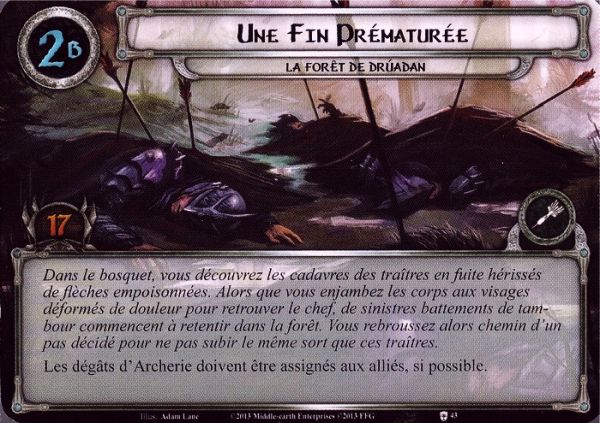 2B
UNE FIN PRÉMATURÉE
LA FORÊT DE DRÚADAN
17
Dans le bosquet, vous découvrez les cadavres des traîtres en fuite hérissés
de flèches empoisonnées. Alors que vous enjambez les corps aux visages
déformés de douleur pour retrouver le chef, de sinistres battements de tam-
bour commencent à retentir dans la forêt. Vous rebroussez alors chemin d'un
pas décidé pour ne pas subir le même sort que ces traîtres.
Les dégâts d'Archerie doivent être assignés aux alliés, si possible.
Illus. Adam Lane ©2013 Middle-earth Enterprises ©2013 FFG 43